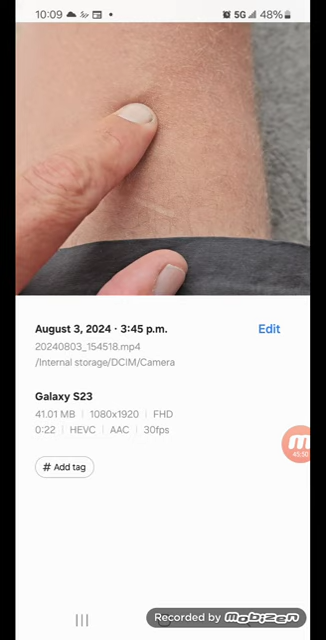 10:09 5G 48%
August 3, 2024 · 3:45 p.m. Edit
20240803_154518.mp4
/Internal storage/DCIM/Camera
Galaxy S23
41.01 MB | 1080x1920 | FHD
0:22 | HEVC | AAC | 30fps
# Add tag
45:50
Recorded by mobizen